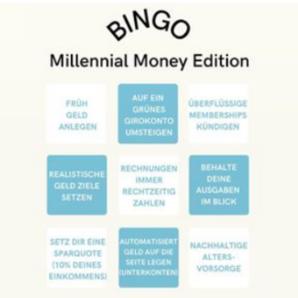 BINGO
Millennial Money Edition
FRÜH
GELD
ANLEGEN
AUF EIN
GRÜNES
GIROKONTO
UMSTEIGEN
ÜBERFLÜSSIGE
MEMBERSHIPS
KÜNDIGEN
REALISTISCHE
GELD ZIELE
SETZEN
RECHNUNGEN
IMMER
RECHTZEITIG
ZAHLEN
BEHALTE
DEINE
AUSGABEN
IM BLICK
SETZ DIR EINE
SPARQUOTE
(10% DEINES
EINKOMMENS)
AUTOMATISIERT
GELD AUF DIE
SEITE LEGEN
(UNTERKONTEN)
NACHHALTIGE
ALTERS-
VORSORGE